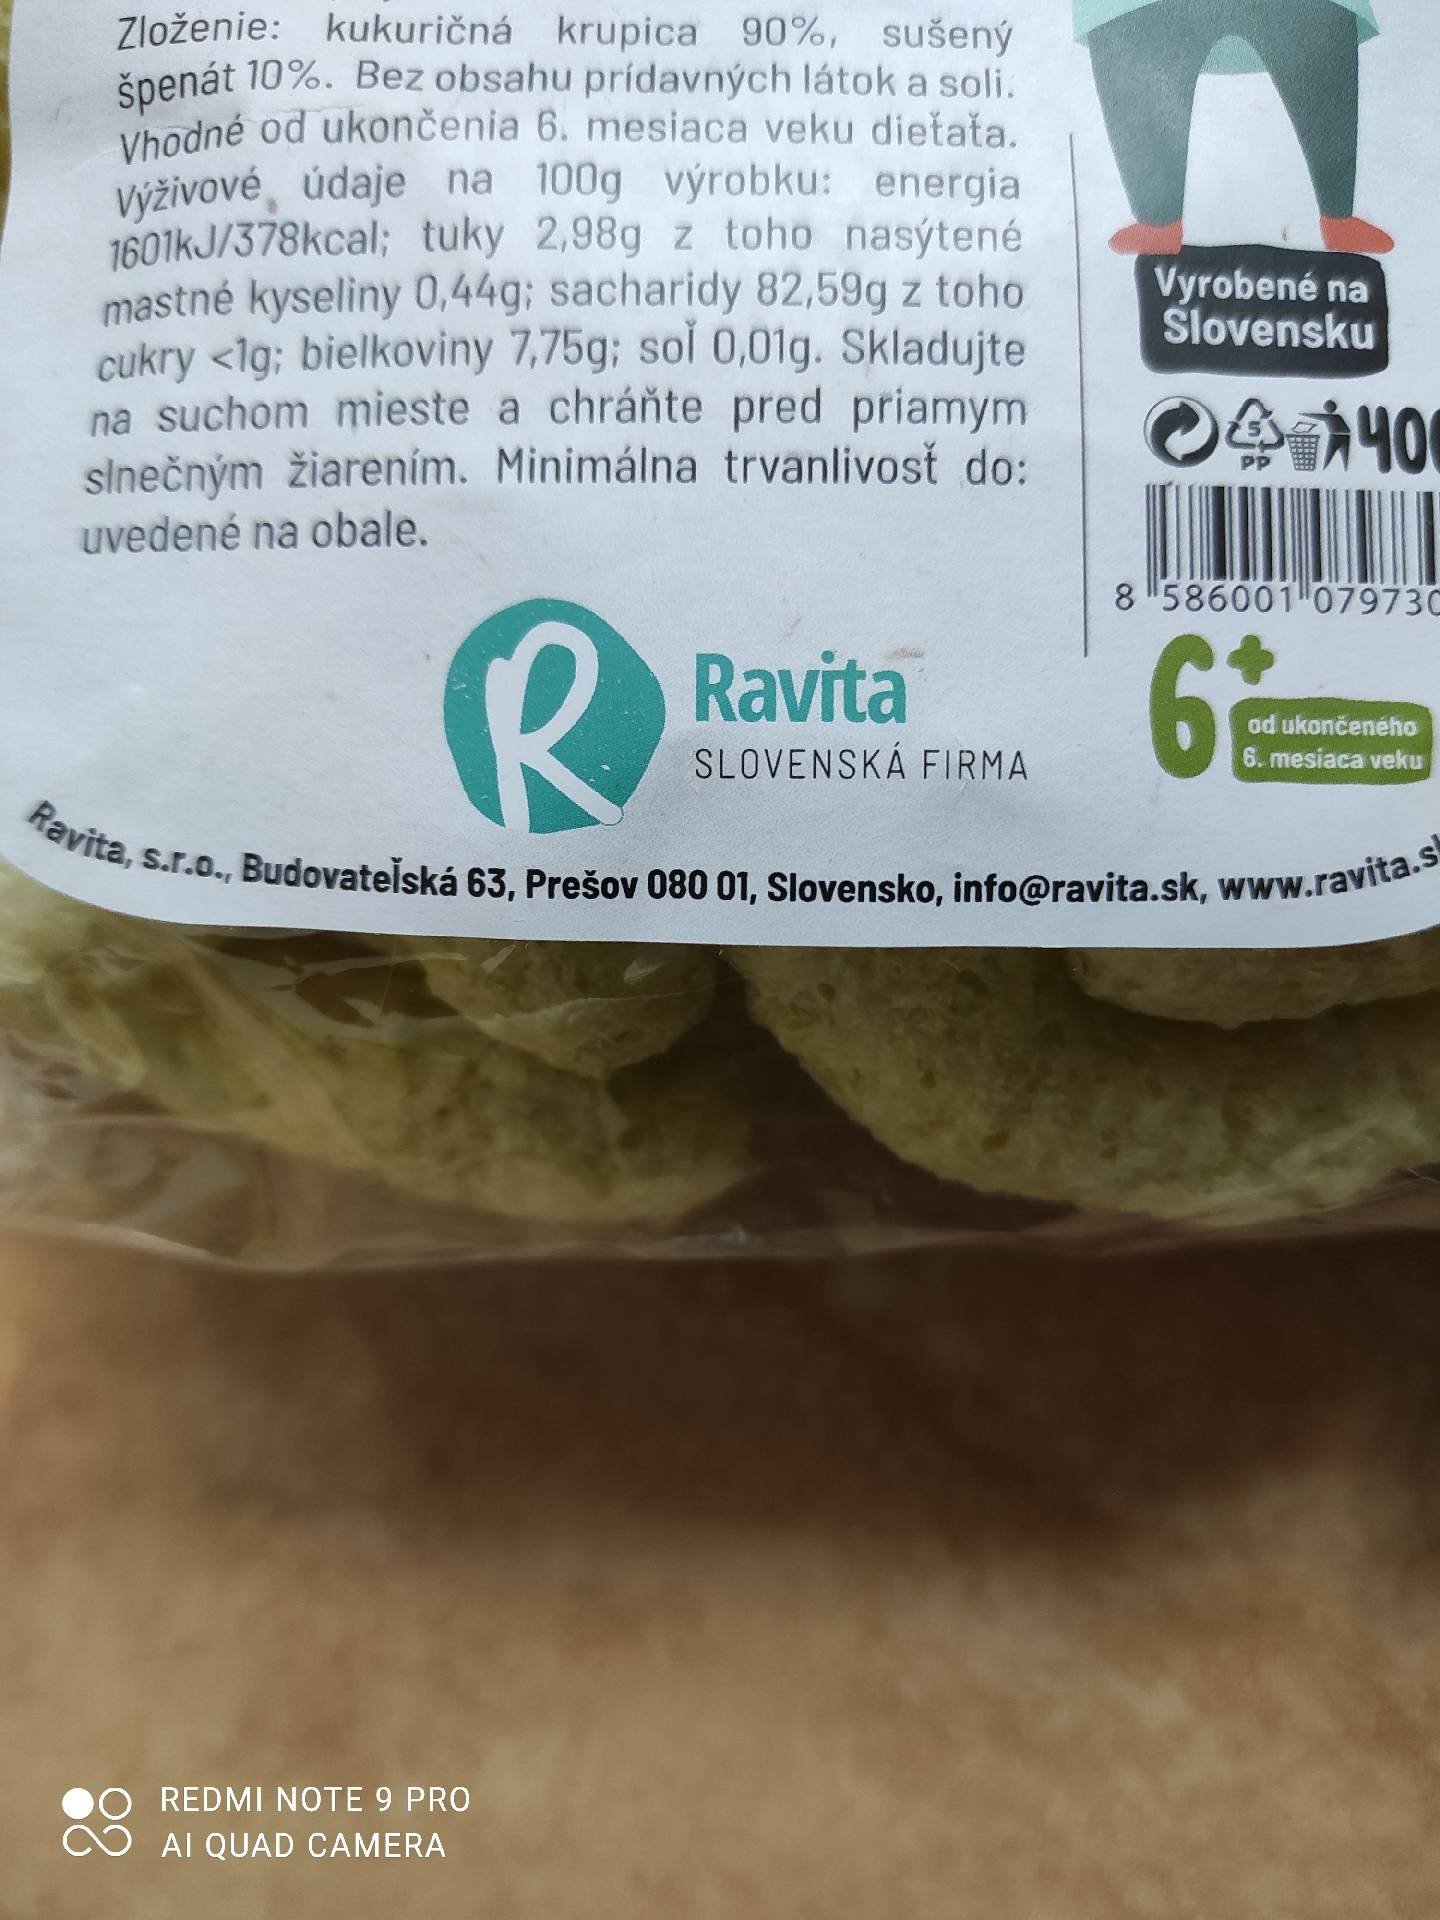 Zloženie: kukuričná krupica 90%, sušený
špenát 10%. Bez obsahu prídavných látok a soli.
Vhodné od ukončenia 6. mesiaca veku dieťaťa.
Výživové údaje na 100g výrobku: energia
1601kJ/378kcal; tuky 2,98g z toho nasýtené
mastné kyseliny 0,44g; sacharidy 82,59g z toho
cukry <1g; bielkoviny 7,75g; soľ 0,01g. Skladujte
na suchom mieste a chráňte pred priamym
slnečným žiarením. Minimálna trvanlivosť do:
uvedené na obale.
Vyrobené na
Slovensku
5
PP
8 586001 079730
6+
od ukončeného
6. mesiaca veku
R
Ravita
SLOVENSKÁ FIRMA
Ravita, s.r.o., Budovateľská 63, Prešov 080 01, Slovensko, info@ravita.sk, www.ravita.sk
REDMI NOTE 9 PRO
AI QUAD CAMERA